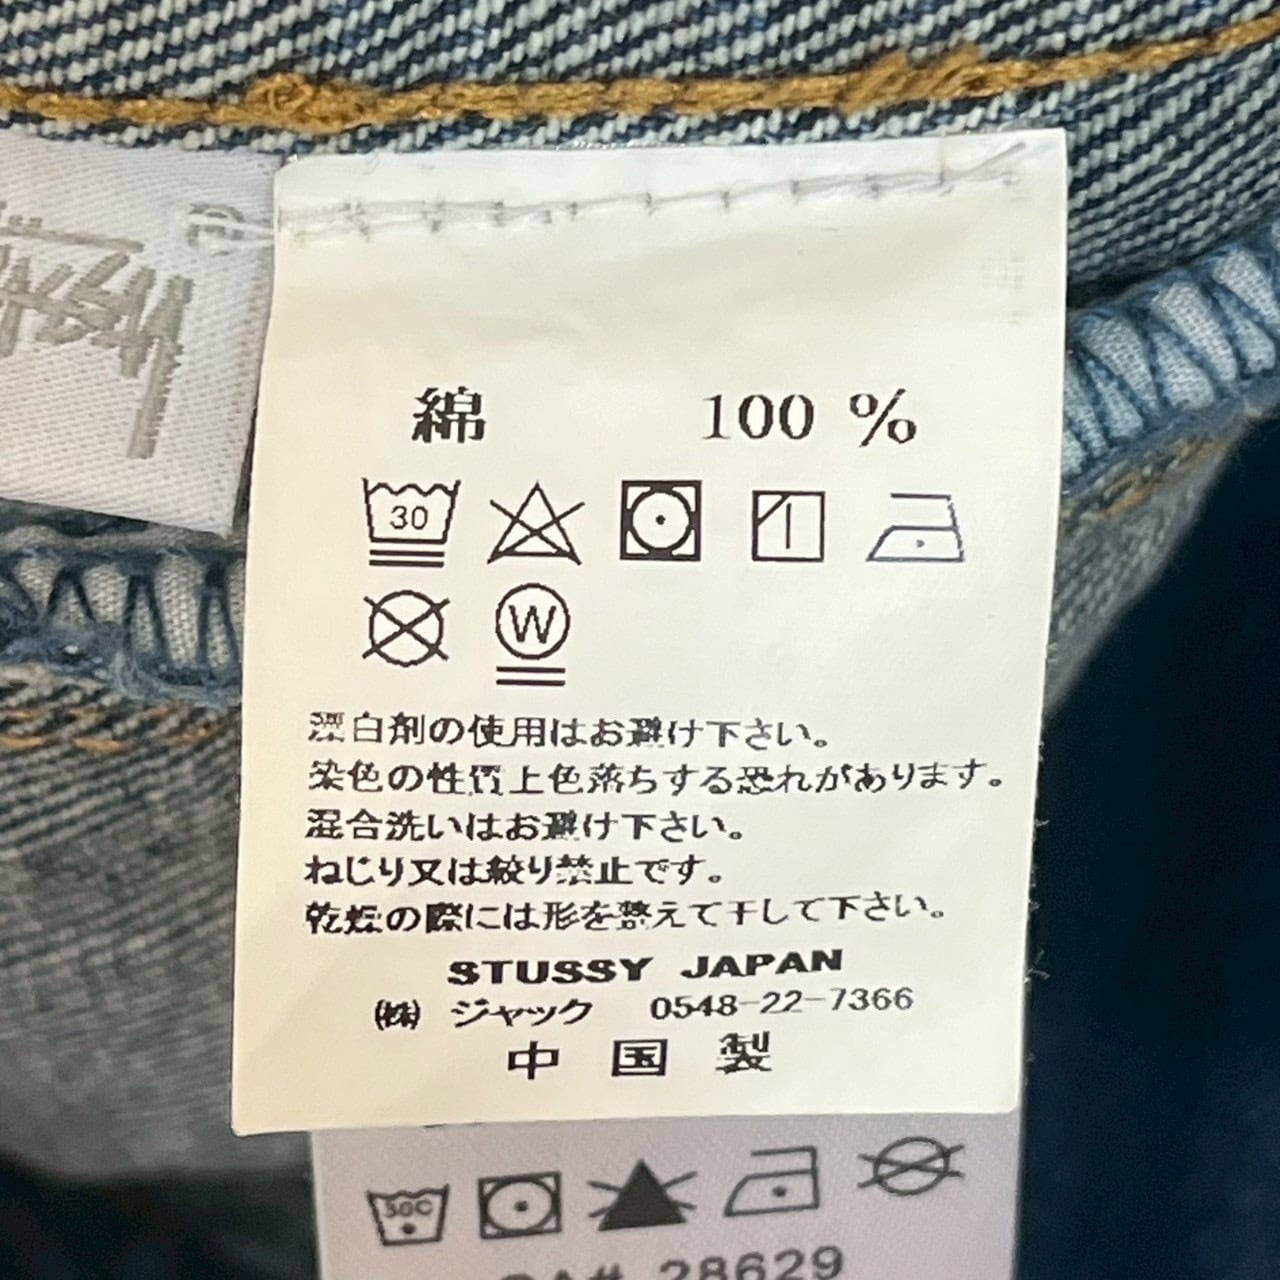 STUSSY
®
綿 100 %
30
W
漂白剤の使用はお避け下さい。
染色の性質上色落ちする恐れがあります。
混合洗いはお避け下さい。
ねじり又は絞り禁止です。
乾燥の際には形を整えて干して下さい。
STUSSY JAPAN
(株) ジャック 0548-22-7366
中国製
30C
28629